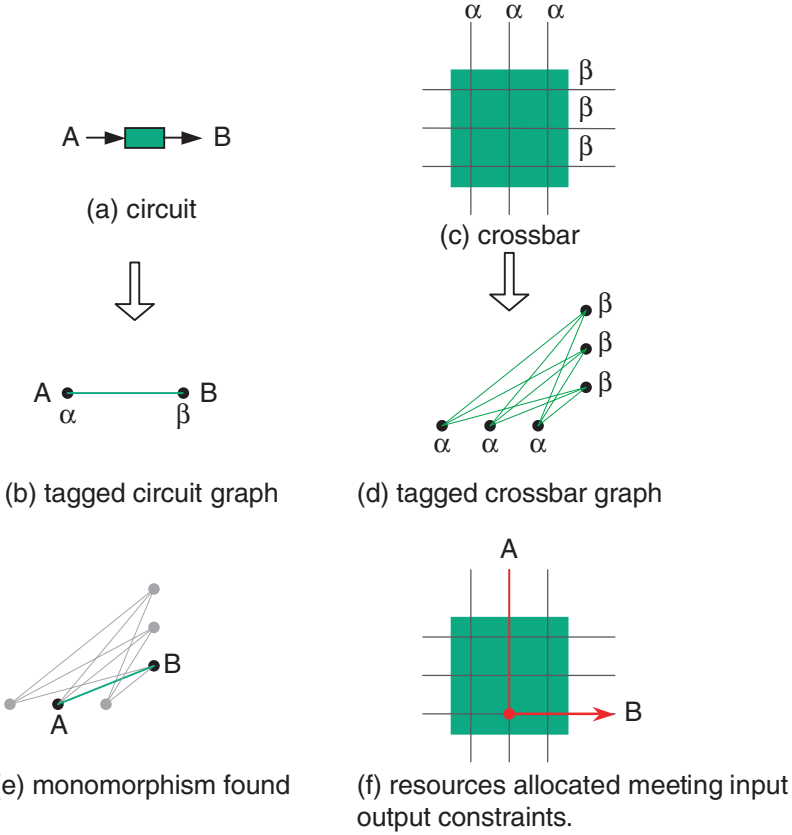 α α α
β
β
β
A B
(a) circuit
(c) crossbar
β
β
β
A B
α β
α α α
(b) tagged circuit graph
(d) tagged crossbar graph
A
B
A
B
e) monomorphism found
(f) resources allocated meeting input
output constraints.